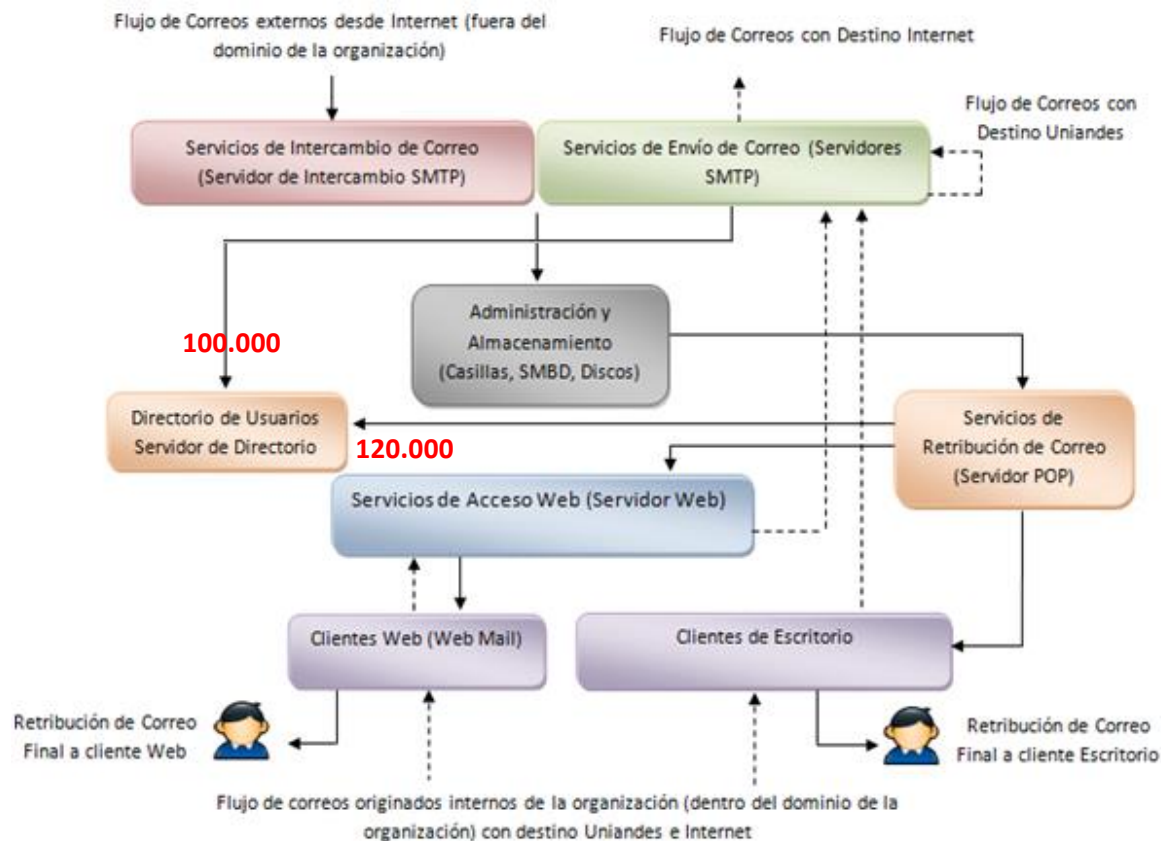 Flujo de Correos externos desde Internet (fuera del
dominio de la organización)
Flujo de Correos con Destino Internet
Flujo de Correos con
Destino Uniandes
Servicios de Intercambio de Correo
(Servidor de Intercambio SMTP)
Servicios de Envío de Correo (Servidores
SMTP)
Administración y
Almacenamiento
(Casillas, SMBD, Discos)
100.000
Directorio de Usuarios
Servidor de Directorio
120.000
Servicios de
Retribución de Correo
(Servidor POP)
Servicios de Acceso Web (Servidor Web)
Clientes Web (Web Mail)
Clientes de Escritorio
Retribución de Correo
Final a cliente Web
Retribución de Correo
Final a cliente Escritorio
Flujo de correos originados internos de la organización (dentro del dominio de la
organización) con destino Uniandes e Internet